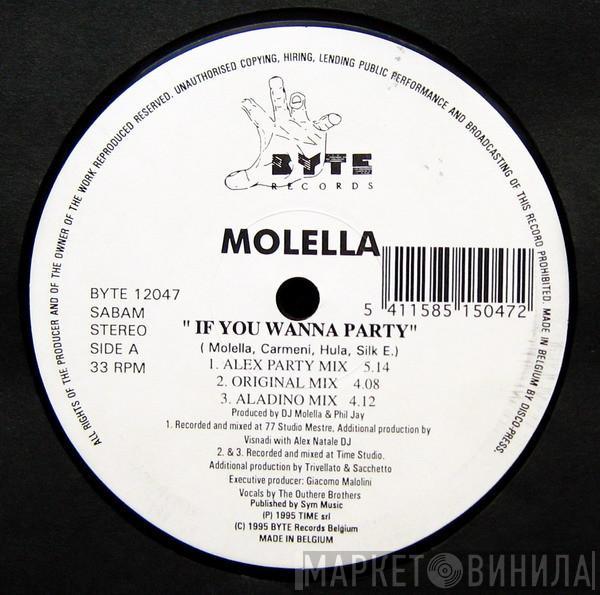 ALL RIGHTS OF THE PRODUCER AND OF THE OWNER OF THE WORK REPRODUCED RESERVED. UNAUTHORISED COPYING, HIRING, LENDING PUBLIC PERFORMANCE AND BROADCASTING OF THIS RECORD PROHIBITED. MADE IN BELGIUM BY DISCO-PRESS.
BYTE
RECORDS
MOLELLA
5 411585 150472
BYTE 12047
SABAM
STEREO
SIDE A
33 RPM
" IF YOU WANNA PARTY"
( Molella, Carmeni, Hula, Silk E.)
1. ALEX PARTY MIX 5.14
2. ORIGINAL MIX 4.08
3. ALADINO MIX 4.12
Produced by DJ Molella & Phil Jay
1. Recorded and mixed at 77 Studio Mestre, Additional production by
Visnadi with Alex Natale DJ
2. & 3. Recorded and mixed at Time Studio.
Additional production by Trivellato & Sacchetto
Executive producer: Giacomo Malolini
Vocals by The Outhere Brothers
Published by Sym Music
(P) 1995 TIME srl
(C) 1995 BYTE Records Belgium
MADE IN BELGIUM
МАРКЕТ ВИНИЛА